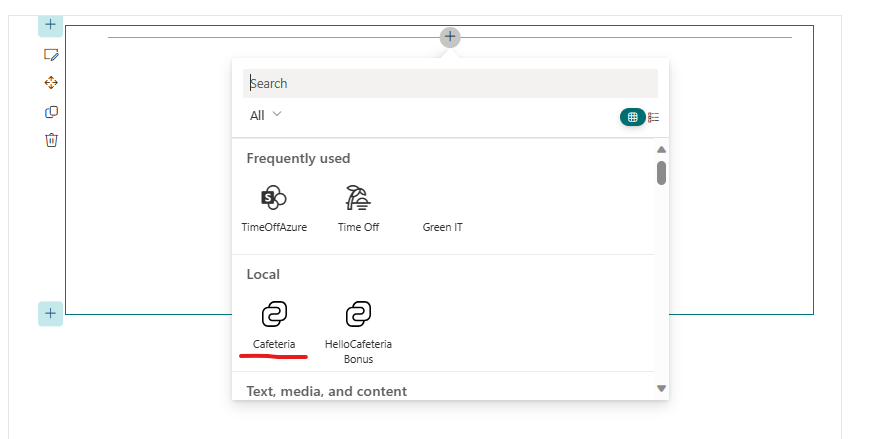 Search
All
Frequently used
TimeOffAzure
Time Off
Green IT
Local
Cafeteria
HelloCafeteria
Bonus
Text, media, and content